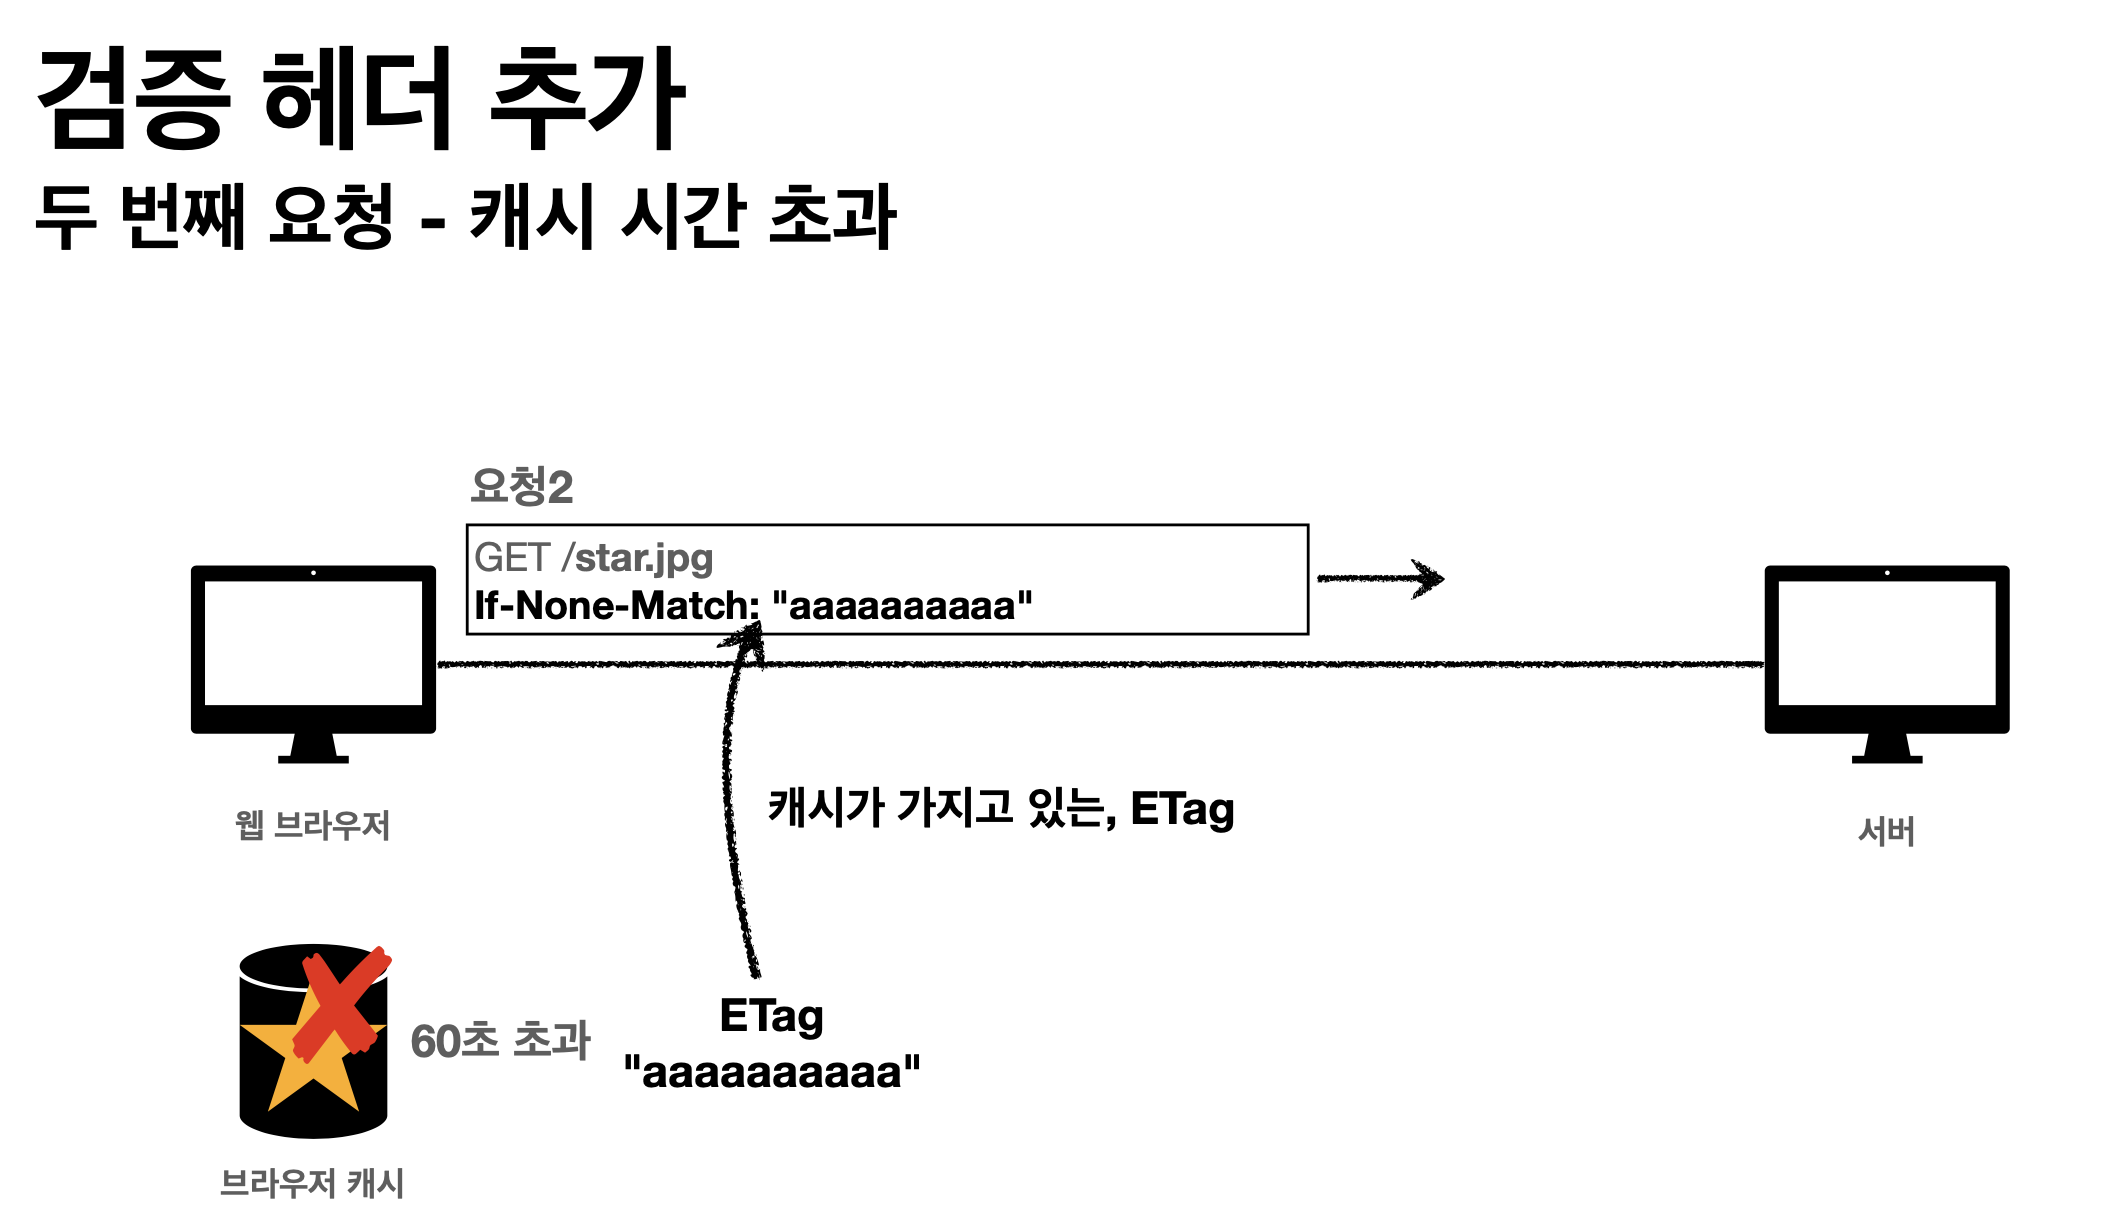 검증 헤더 추가
두 번째 요청 - 캐시 시간 초과
요청2
GET /star.jpg
If-None-Match: "aaaaaaaaaa"
웹 브라우저
캐시가 가지고 있는, ETag
서버
60초 초과
ETag
"aaaaaaaaaa"
브라우저 캐시